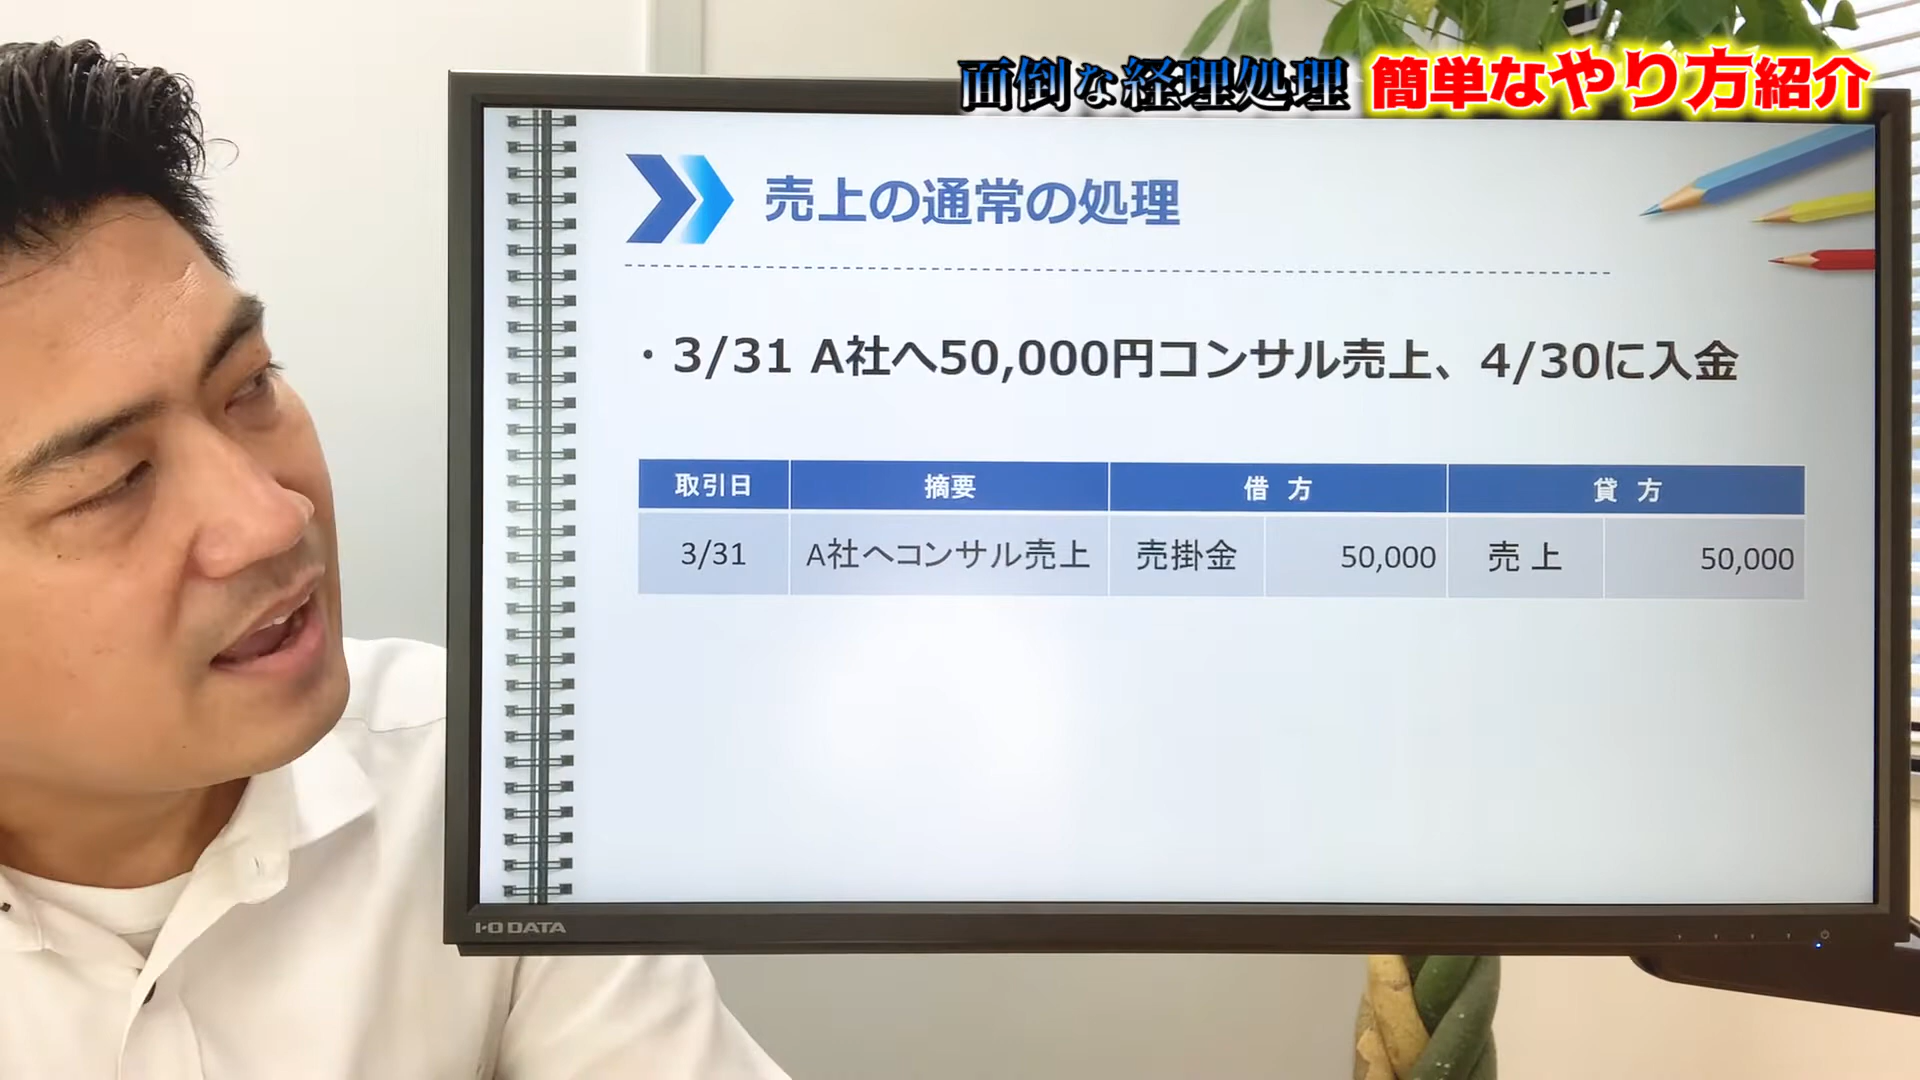 面倒な経理処理 簡単なやり方紹介
売上の通常の処理
・3/31 A社へ50,000円コンサル売上、4/30に入金
取引日 摘要 借 方 貸 方
3/31 A社へコンサル売上 売掛金 50,000 売 上 50,000
I-O DATA